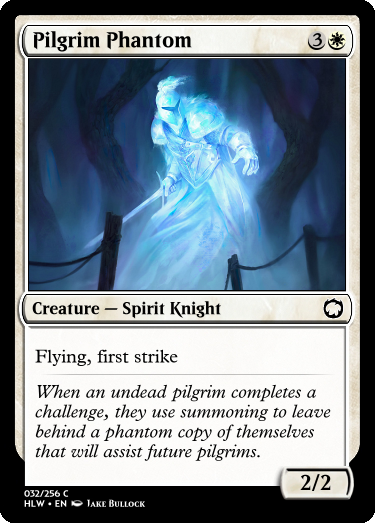 Pilgrim Phantom 3
Creature — Spirit Knight
Flying, first strike
When an undead pilgrim completes a
challenge, they use summoning to leave
behind a phantom copy of themselves
that will assist future pilgrims.
2/2
032/256 C
HLW • EN Jake Bullock